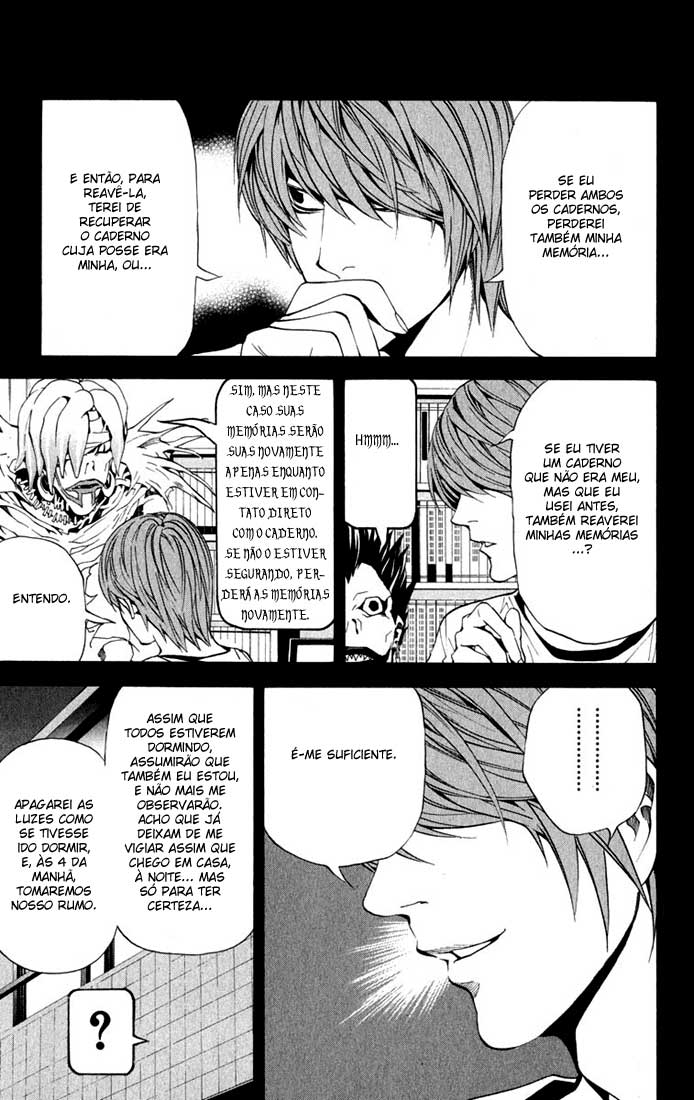 SE EU
PERDER AMBOS
OS CADERNOS,
PERDEREI
TAMBÉM MINHA
MEMÓRIA...
E ENTÃO, PARA
REAVÊ-LA,
TEREI DE
RECUPERAR
O CADERNO
CUJA POSSE ERA
MINHA, OU...
SE EU TIVER
UM CADERNO
QUE NÃO ERA MEU,
MAS QUE EU
USEI ANTES,
TAMBÉM REAVEREI
MINHAS MEMÓRIAS
...?
HMMM...
SIM, MAS NESTE
CASO SUAS
MEMÓRIAS SERÃO
SUAS NOVAMENTE
APENAS ENQUANTO
ESTIVER EM CON-
TATO DIRETO
COM O CADERNO.
SE NÃO O ESTIVER
SEGURANDO, PER-
DERÁ AS MEMÓRIAS
NOVAMENTE.
ENTENDO.
.......
É-ME SUFICIENTE.
ASSIM QUE
TODOS ESTIVEREM
DORMINDO,
ASSUMIRÃO QUE
TAMBÉM EU ESTOU,
E NÃO MAIS ME
OBSERVARÃO.
ACHO QUE JÁ
DEIXAM DE ME
VIGIAR ASSIM QUE
CHEGO EM CASA,
À NOITE... MAS
SÓ PARA TER
CERTEZA...
APAGAREI AS
LUZES COMO
SE TIVESSE
IDO DORMIR,
E, ÀS 4 DA
MANHÃ,
TOMAREMOS
NOSSO RUMO.
?